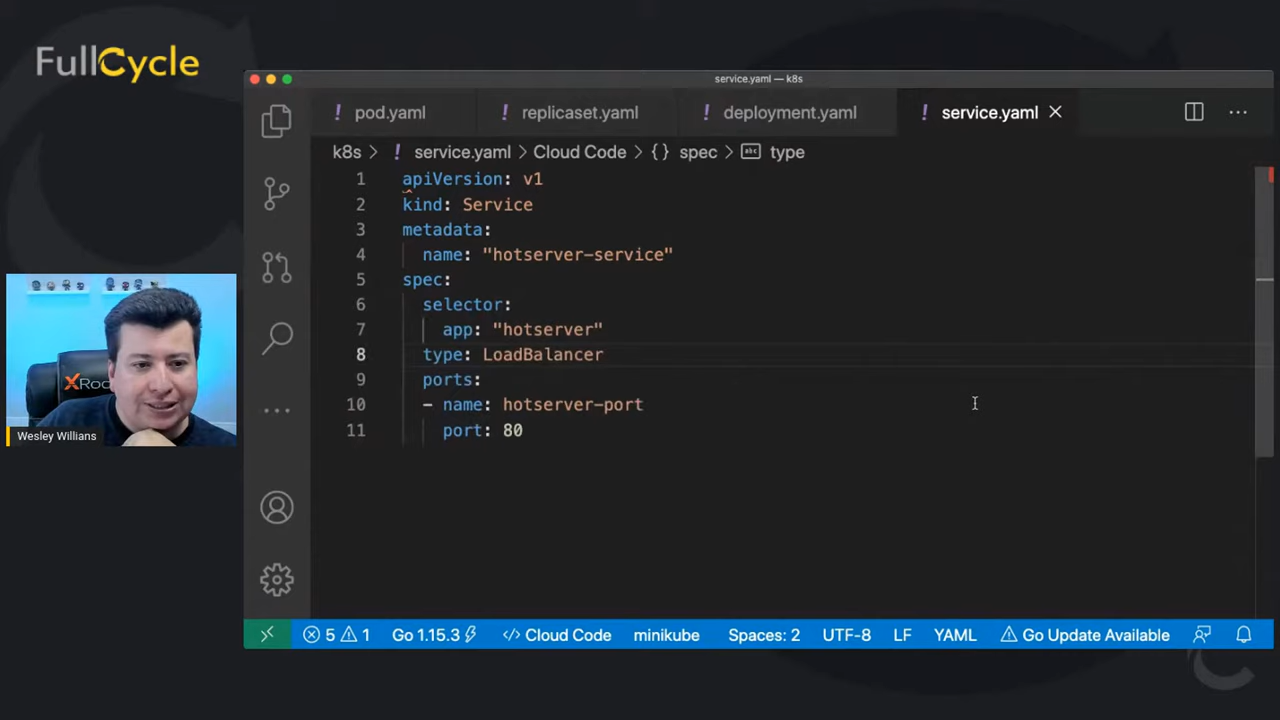 FullCycle
service.yaml — k8s
! pod.yaml ! replicaset.yaml ! deployment.yaml ! service.yaml
k8s > ! service.yaml > Cloud Code > {} spec > abc type
1 apiVersion: v1
2 kind: Service
3 metadata:
4 name: "hotserver-service"
5 spec:
6 selector:
7 app: "hotserver"
8 type: LoadBalancer
9 ports:
10 - name: hotserver-port
11 port: 80
XRoc
Wesley Willians
5 1 Go 1.15.3 </> Cloud Code minikube Spaces: 2 UTF-8 LF YAML Go Update Available